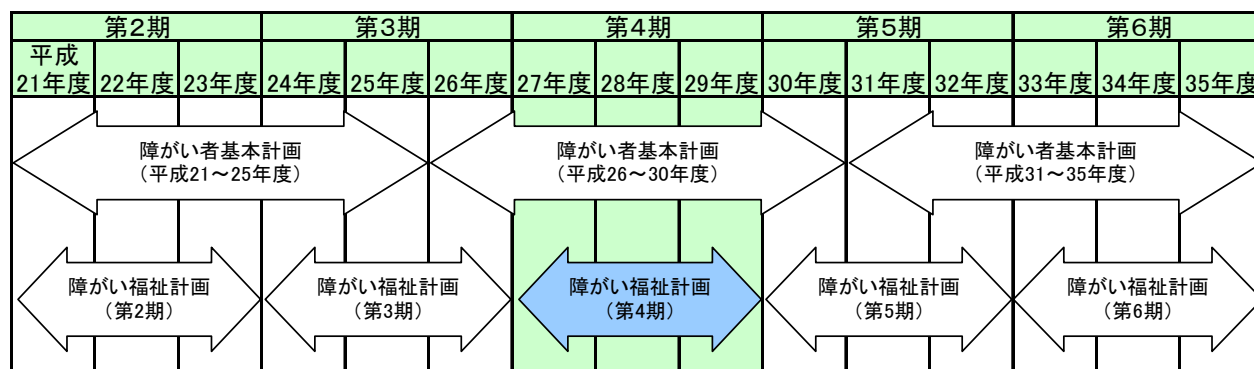 第2期 第3期 第4期 第5期 第6期
平成
21年度 22年度 23年度 24年度 25年度 26年度 27年度 28年度 29年度 30年度 31年度 32年度 33年度 34年度 35年度
障がい者基本計画 障がい者基本計画 障がい者基本計画
（平成21～25年度） （平成26～30年度） （平成31～35年度）
障がい福祉計画 障がい福祉計画 障がい福祉計画 障がい福祉計画 障がい福祉計画
（第2期） （第3期） （第4期） （第5期） （第6期）